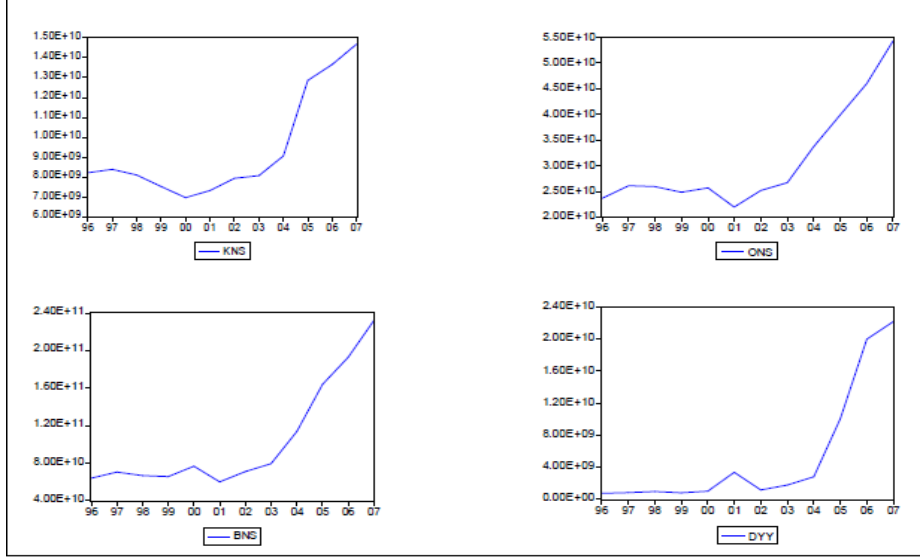 1.50E+10
1.40E+10
1.30E+10
1.20E+10
1.10E+10
1.00E+10
9.00E+09
8.00E+09
7.00E+09
6.00E+09
96 97 98 99 00 01 02 03 04 05 06 07
KNS
5.50E+10
5.00E+10
4.50E+10
4.00E+10
3.50E+10
3.00E+10
2.50E+10
2.00E+10
96 97 98 99 00 01 02 03 04 05 06 07
ONS
2.40E+11
2.00E+11
1.60E+11
1.20E+11
8.00E+10
4.00E+10
96 97 98 99 00 01 02 03 04 05 06 07
BNS
2.40E+10
2.00E+10
1.60E+10
1.20E+10
8.00E+09
4.00E+09
0.00E+00
96 97 98 99 00 01 02 03 04 05 06 07
DYY